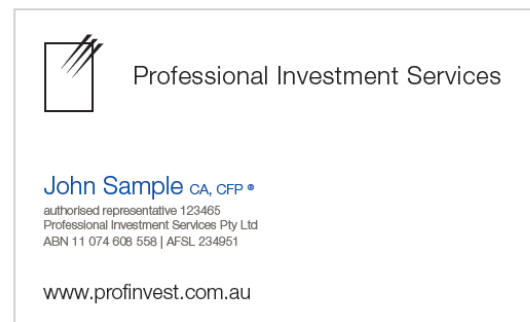 Professional Investment Services
John Sample CA, CFP ®
authorised representative 123465
Professional Investment Services Pty Ltd
ABN 11 074 608 558 | AFSL 234951
www.profinvest.com.au